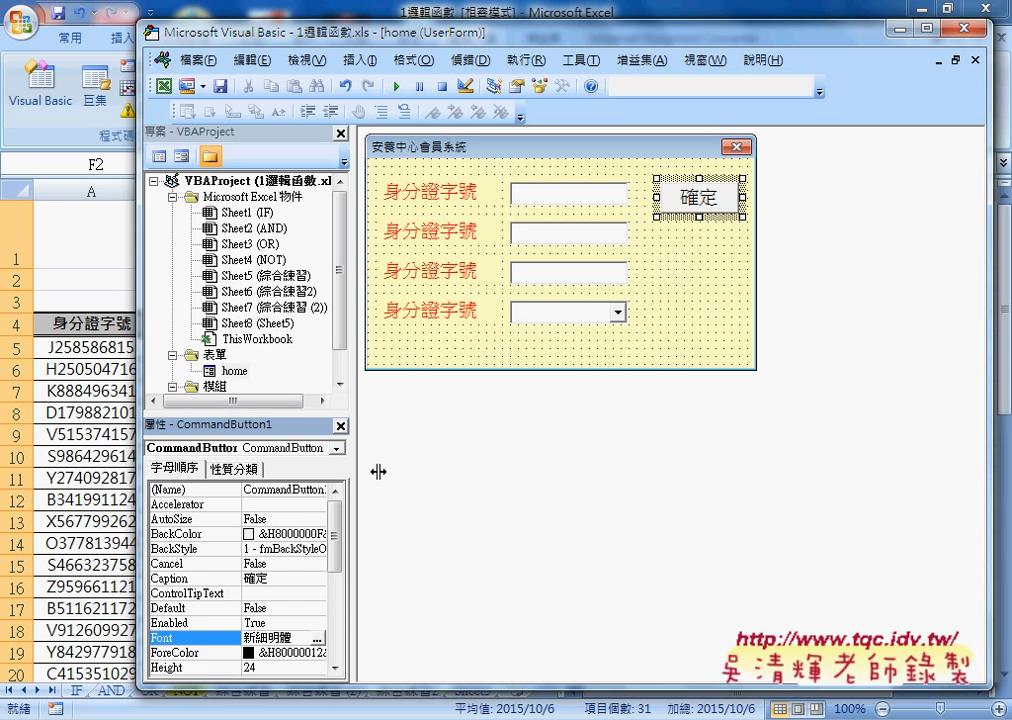 1邏輯函數 [相容模式] - Microsoft Excel
常用
插入
Visual Basic
巨集
程式碼
F2
A
1
2
3
4 身分證字號
5 J258586815
6 H250504716
7 K888496341
8 D179882101
9 V515374157
10 S986429614
11 Y274092817
12 B341991124
13 X567799262
14 O377813944
15 S466323758
16 Z959661121
17 B511621172
18 V912609927
19 Y842977918
20 C415351029
IF AND OR NOT
就緒
平均值: 2015/10/6 項目個數: 31 加總: 2015/10/6 100%
Microsoft Visual Basic - 1邏輯函數.xls - [home (UserForm)]
檔案(F) 編輯(E) 檢視(V) 插入(I) 格式(O) 偵錯(D) 執行(R) 工具(T) 增益集(A) 視窗(W) 說明(H)
專案 - VBAProject
VBAProject (1邏輯函數.xl
Microsoft Excel 物件
Sheet1 (IF)
Sheet2 (AND)
Sheet3 (OR)
Sheet4 (NOT)
Sheet5 (綜合練習)
Sheet6 (綜合練習2)
Sheet7 (綜合練習 (2))
Sheet8 (Sheet5)
ThisWorkbook
表單
home
模組
屬性 - CommandButton1
CommandButton CommandButton
字母順序 性質分類
(Name) CommandButton1
Accelerator
AutoSize False
BackColor &H8000000F&
BackStyle 1 - fmBackStyleO
Cancel False
Caption 確定
ControlTipText
Default False
Enabled True
Font 新細明體 ...
ForeColor &H80000012&
Height 24
安養中心會員系統
身分證字號
確定
身分證字號
身分證字號
身分證字號
http://www.tqc.idv.tw/
吳清輝老師錄製